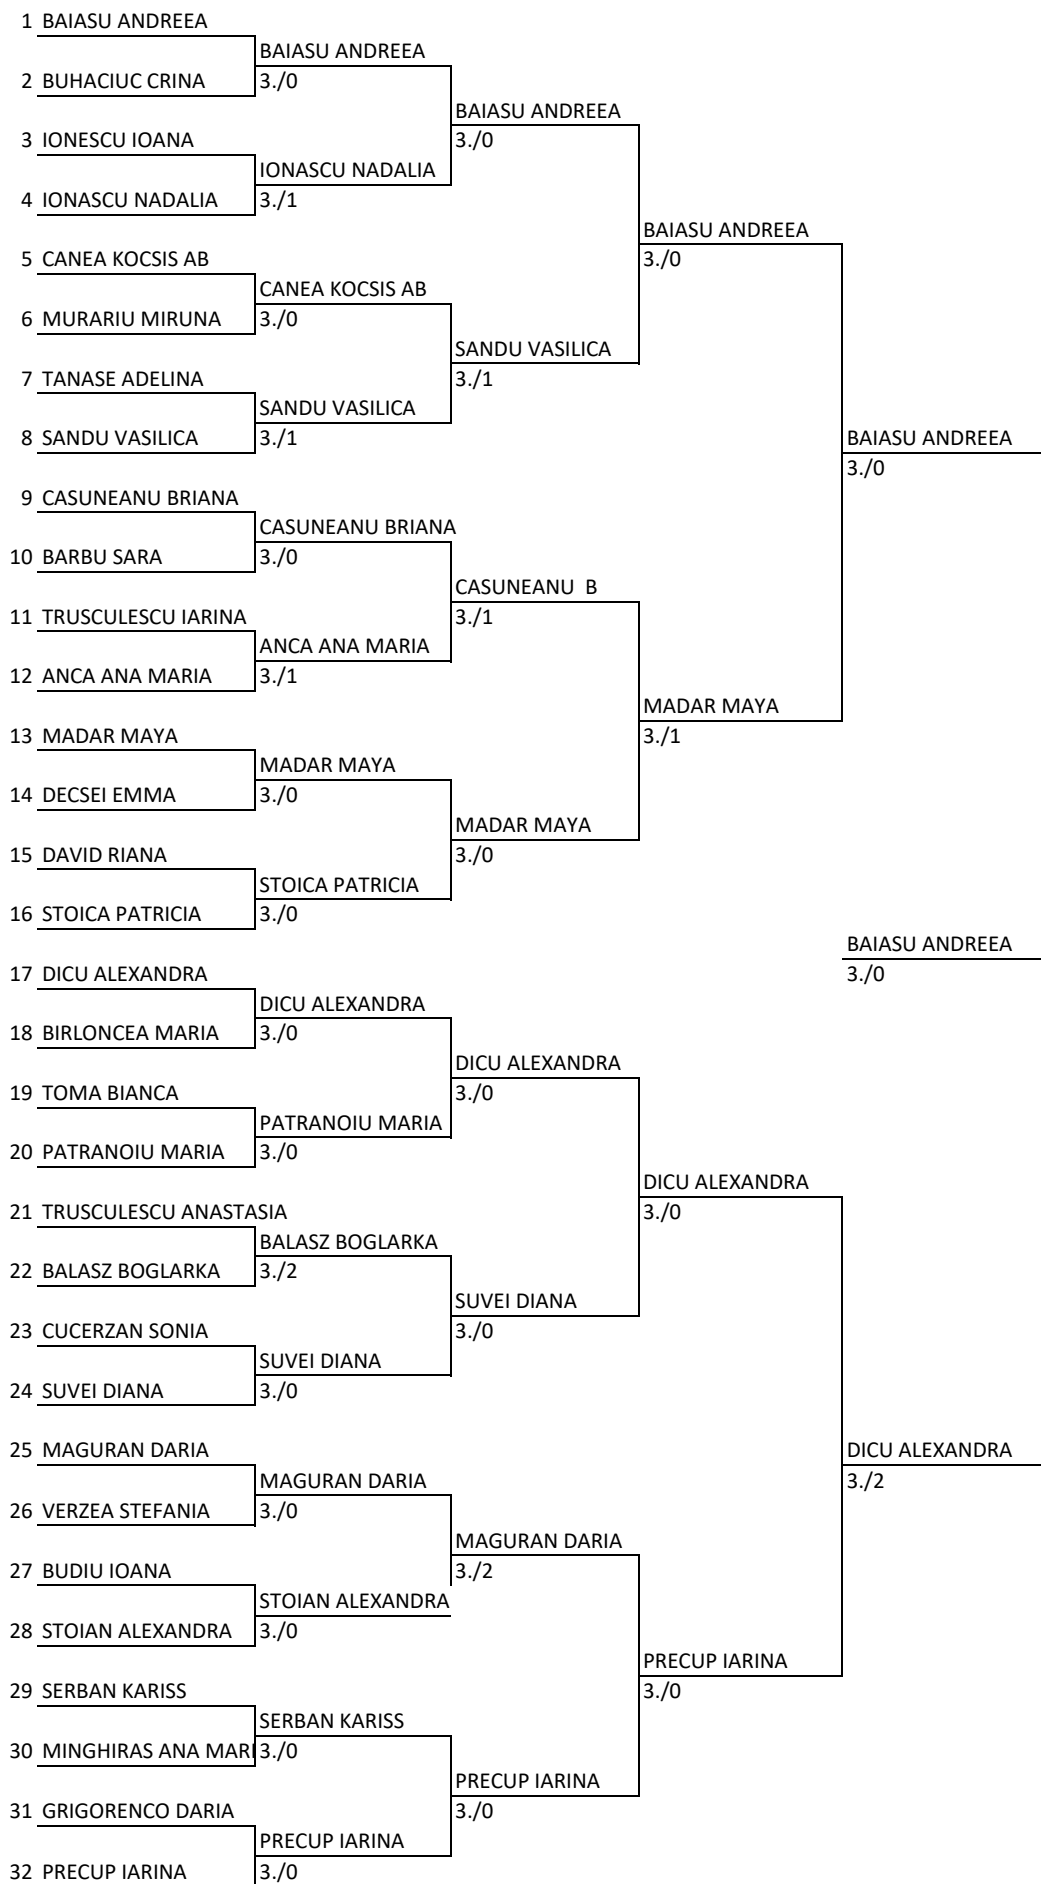 1 BAIASU ANDREEA
BAIASU ANDREEA
2 BUHACIUC CRINA 3./0
BAIASU ANDREEA
3 IONESCU IOANA 3./0
IONASCU NADALIA
4 IONASCU NADALIA 3./1
BAIASU ANDREEA
5 CANEA KOCSIS AB 3./0
CANEA KOCSIS AB
6 MURARIU MIRUNA 3./0
SANDU VASILICA
7 TANASE ADELINA 3./1
SANDU VASILICA
8 SANDU VASILICA 3./1 BAIASU ANDREEA
3./0
9 CASUNEANU BRIANA
CASUNEANU BRIANA
10 BARBU SARA 3./0
CASUNEANU  B
11 TRUSCULESCU IARINA 3./1
ANCA ANA MARIA
12 ANCA ANA MARIA 3./1
MADAR MAYA
13 MADAR MAYA 3./1
MADAR MAYA
14 DECSEI EMMA 3./0
MADAR MAYA
15 DAVID RIANA 3./0
STOICA PATRICIA
16 STOICA PATRICIA 3./0
BAIASU ANDREEA
17 DICU ALEXANDRA 3./0
DICU ALEXANDRA
18 BIRLONCEA MARIA 3./0
DICU ALEXANDRA
19 TOMA BIANCA 3./0
PATRANOIU MARIA
20 PATRANOIU MARIA 3./0
DICU ALEXANDRA
21 TRUSCULESCU ANASTASIA 3./0
BALASZ BOGLARKA
22 BALASZ BOGLARKA 3./2
SUVEI DIANA
23 CUCERZAN SONIA 3./0
SUVEI DIANA
24 SUVEI DIANA 3./0
25 MAGURAN DARIA DICU ALEXANDRA
MAGURAN DARIA 3./2
26 VERZEA STEFANIA 3./0
MAGURAN DARIA
27 BUDIU IOANA 3./2
STOIAN ALEXANDRA
28 STOIAN ALEXANDRA 3./0
PRECUP IARINA
29 SERBAN KARISS 3./0
SERBAN KARISS
30 MINGHIRAS ANA MARI 3./0
PRECUP IARINA
31 GRIGORENCO DARIA 3./0
PRECUP IARINA
32 PRECUP IARINA 3./0